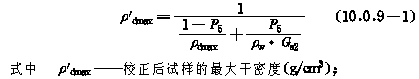 ρ'dmax = 1 / ((1 − P5) / ρdmax + P5 / (ρw · Gs2)) (10.0.9−1)
式中 ρ'dmax——校正后试样的最大干密度(g/cm³);